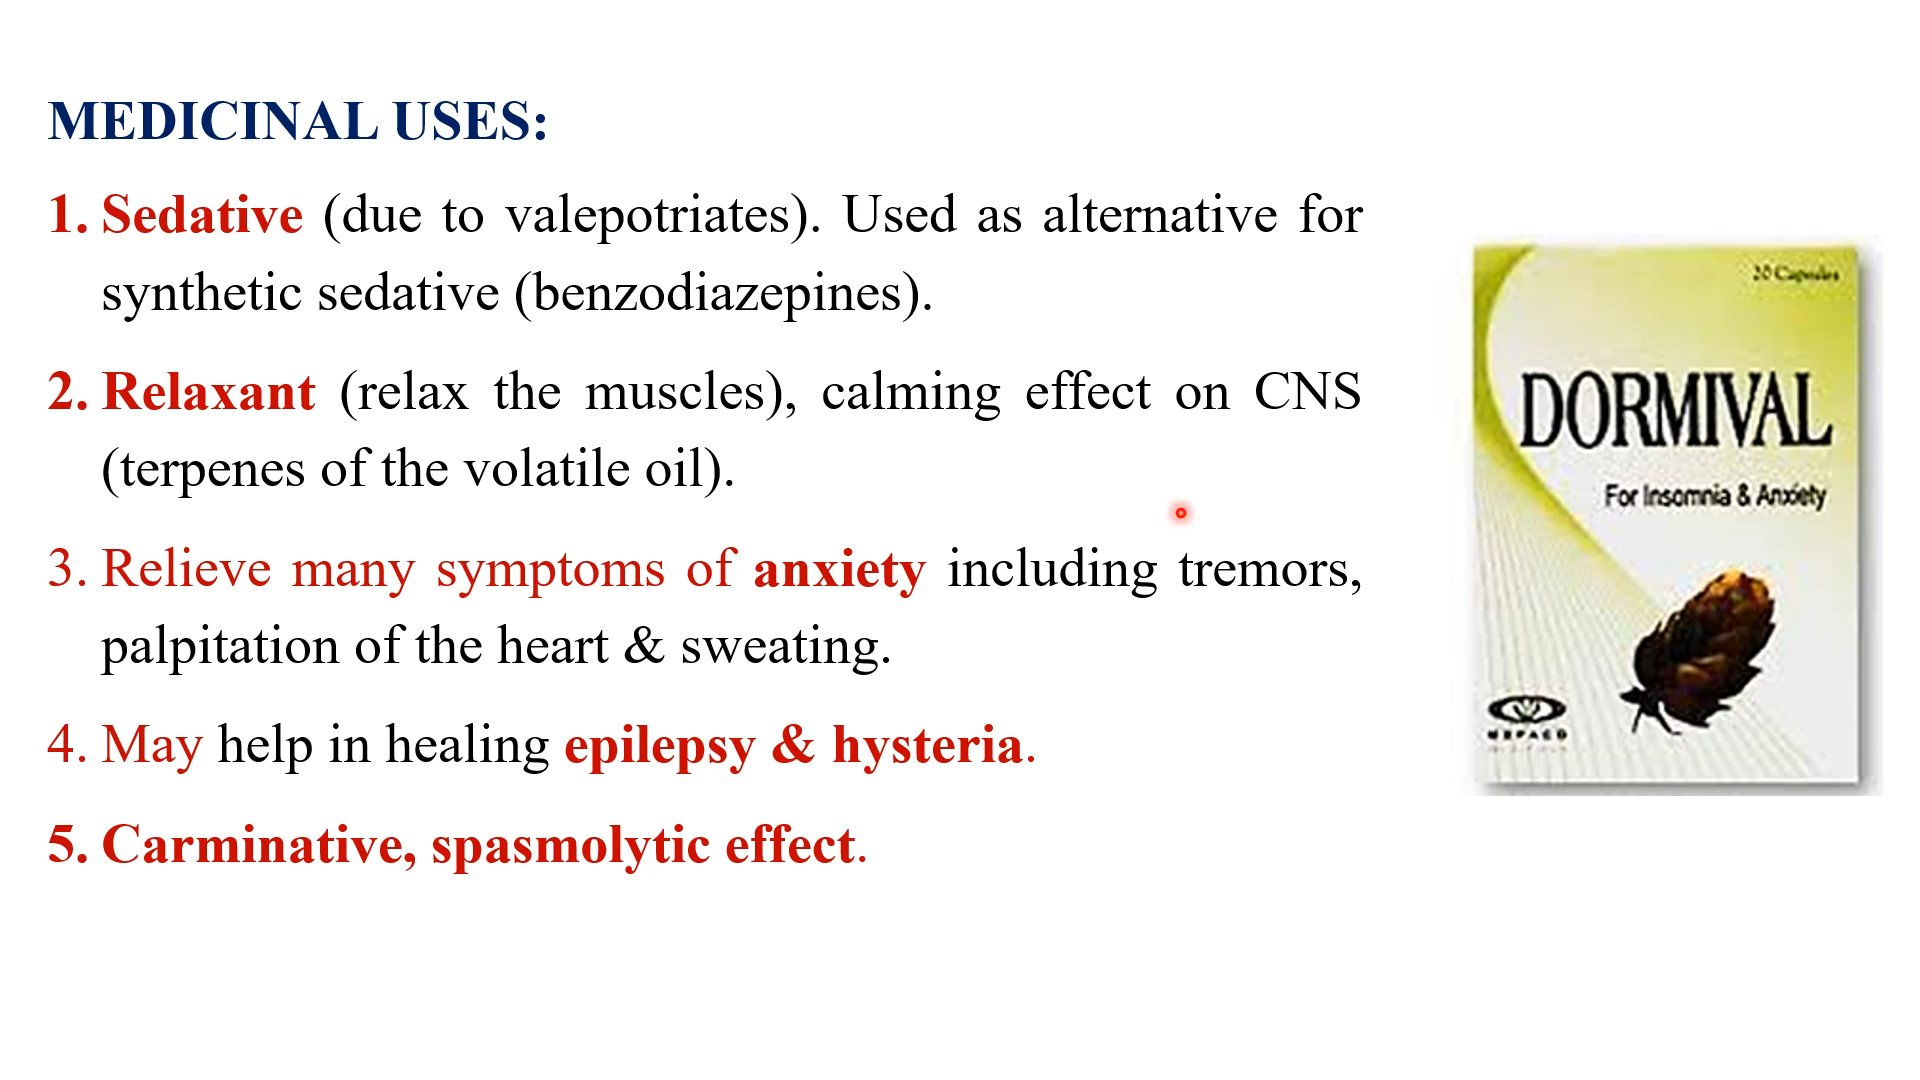 MEDICINAL USES:
1. Sedative (due to valepotriates). Used as alternative for
synthetic sedative (benzodiazepines).
2. Relaxant (relax the muscles), calming effect on CNS
(terpenes of the volatile oil).
3. Relieve many symptoms of anxiety including tremors,
palpitation of the heart & sweating.
4. May help in healing epilepsy & hysteria.
5. Carminative, spasmolytic effect.
20 Capsules
DORMIVAL
For Insomnia & Anxiety
MEPACO